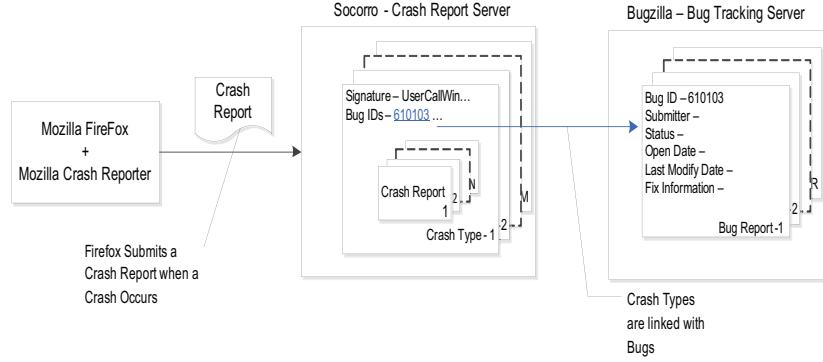 Socorro - Crash Report Server
Bugzilla – Bug Tracking Server
Mozilla FireFox
+
Mozilla Crash Reporter
Crash
Report
Firefox Submits a
Crash Report when a
Crash Occurs
Signature – UserCallWin...
Bug IDs – 610103 ...
Crash Report
1
2
N
Crash Type - 1
-2
M
Bug ID – 610103
Submitter –
Status –
Open Date –
Last Modify Date –
Fix Information –
Bug Report-1
-2
R
Crash Types
are linked with
Bugs